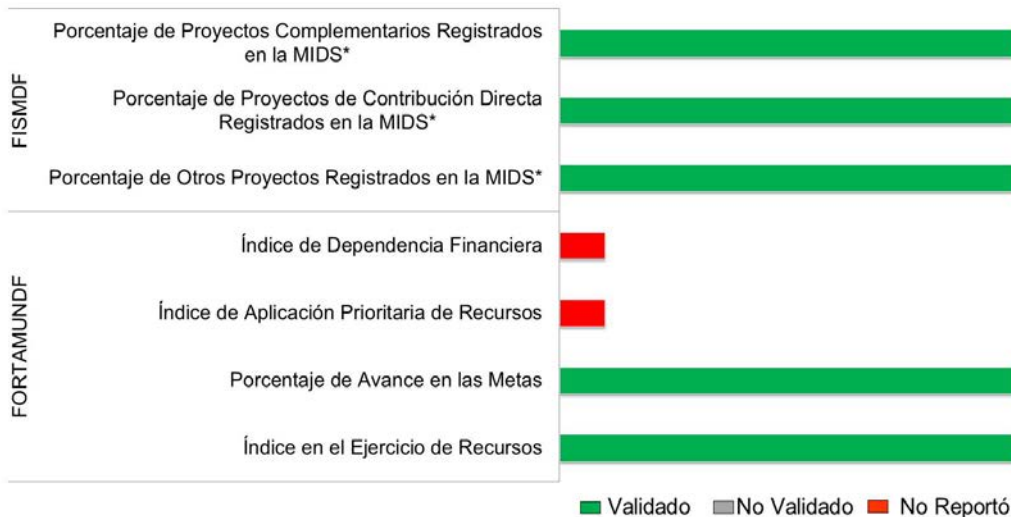 FISMDF
Porcentaje de Proyectos Complementarios Registrados
en la MIDS*
Porcentaje de Proyectos de Contribución Directa
Registrados en la MIDS*
Porcentaje de Otros Proyectos Registrados en la MIDS*
FORTAMUNDF
Índice de Dependencia Financiera
Índice de Aplicación Prioritaria de Recursos
Porcentaje de Avance en las Metas
Índice en el Ejercicio de Recursos
Validado No Validado No Reportó